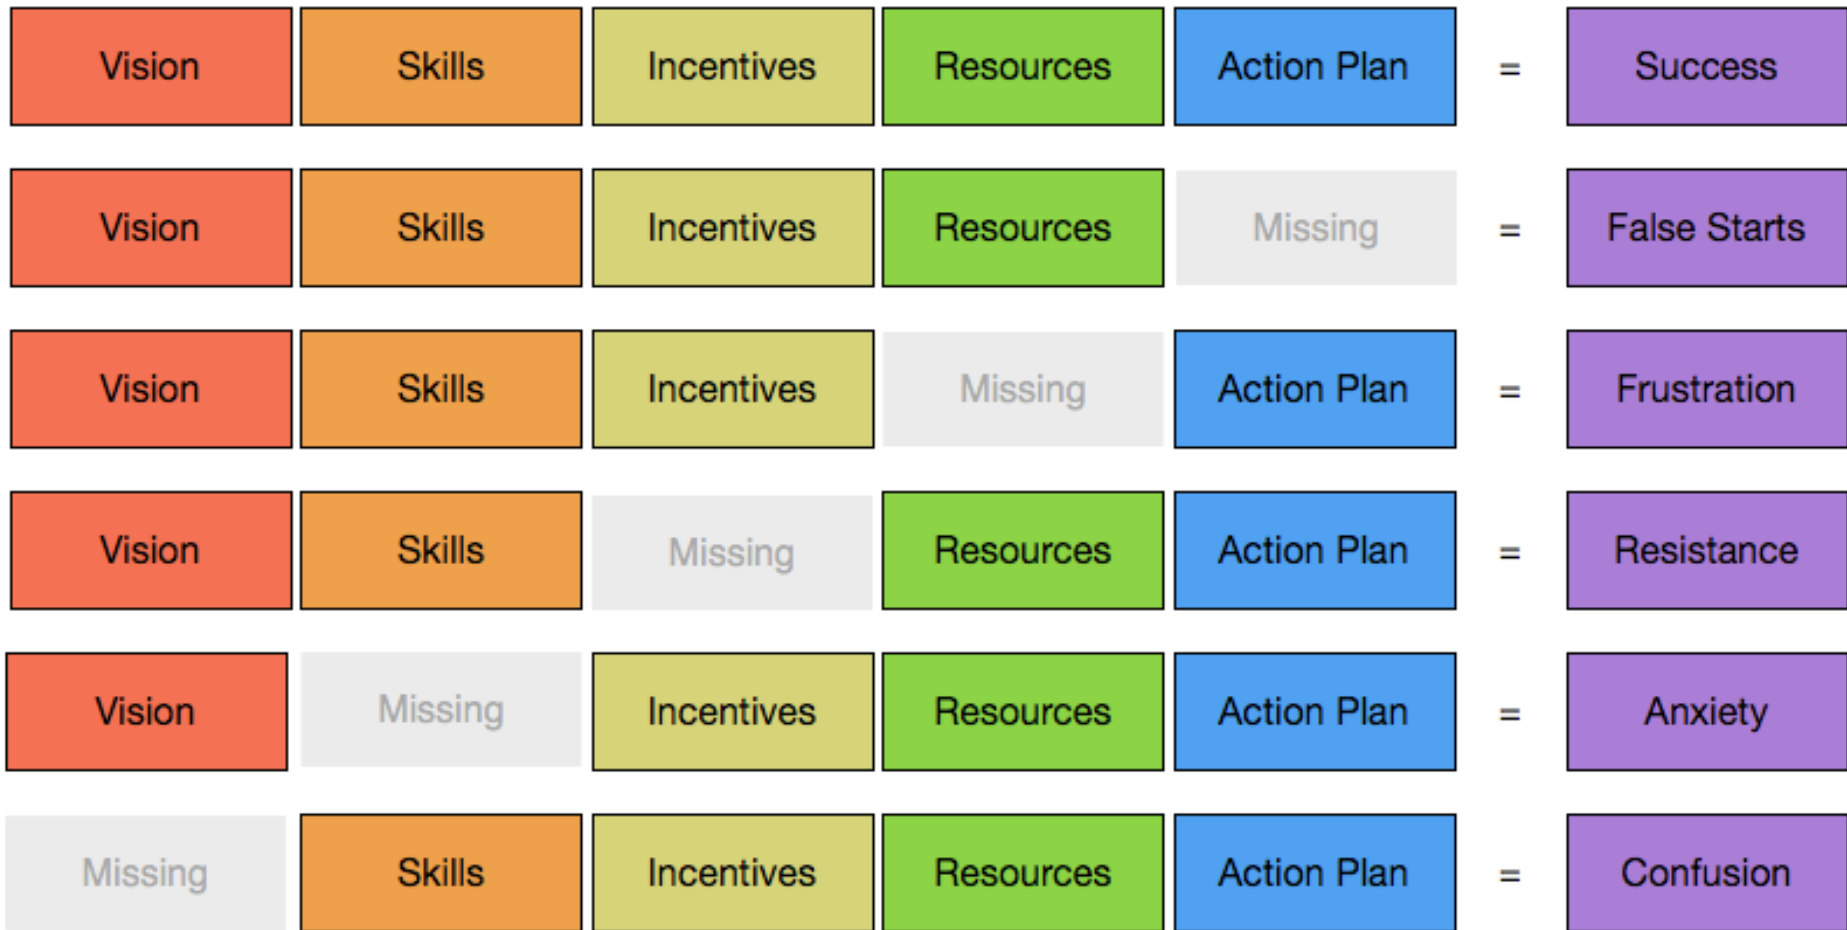 Vision Skills Incentives Resources Action Plan = Success
Vision Skills Incentives Resources Missing = False Starts
Vision Skills Incentives Missing Action Plan = Frustration
Vision Skills Missing Resources Action Plan = Resistance
Vision Missing Incentives Resources Action Plan = Anxiety
Missing Skills Incentives Resources Action Plan = Confusion